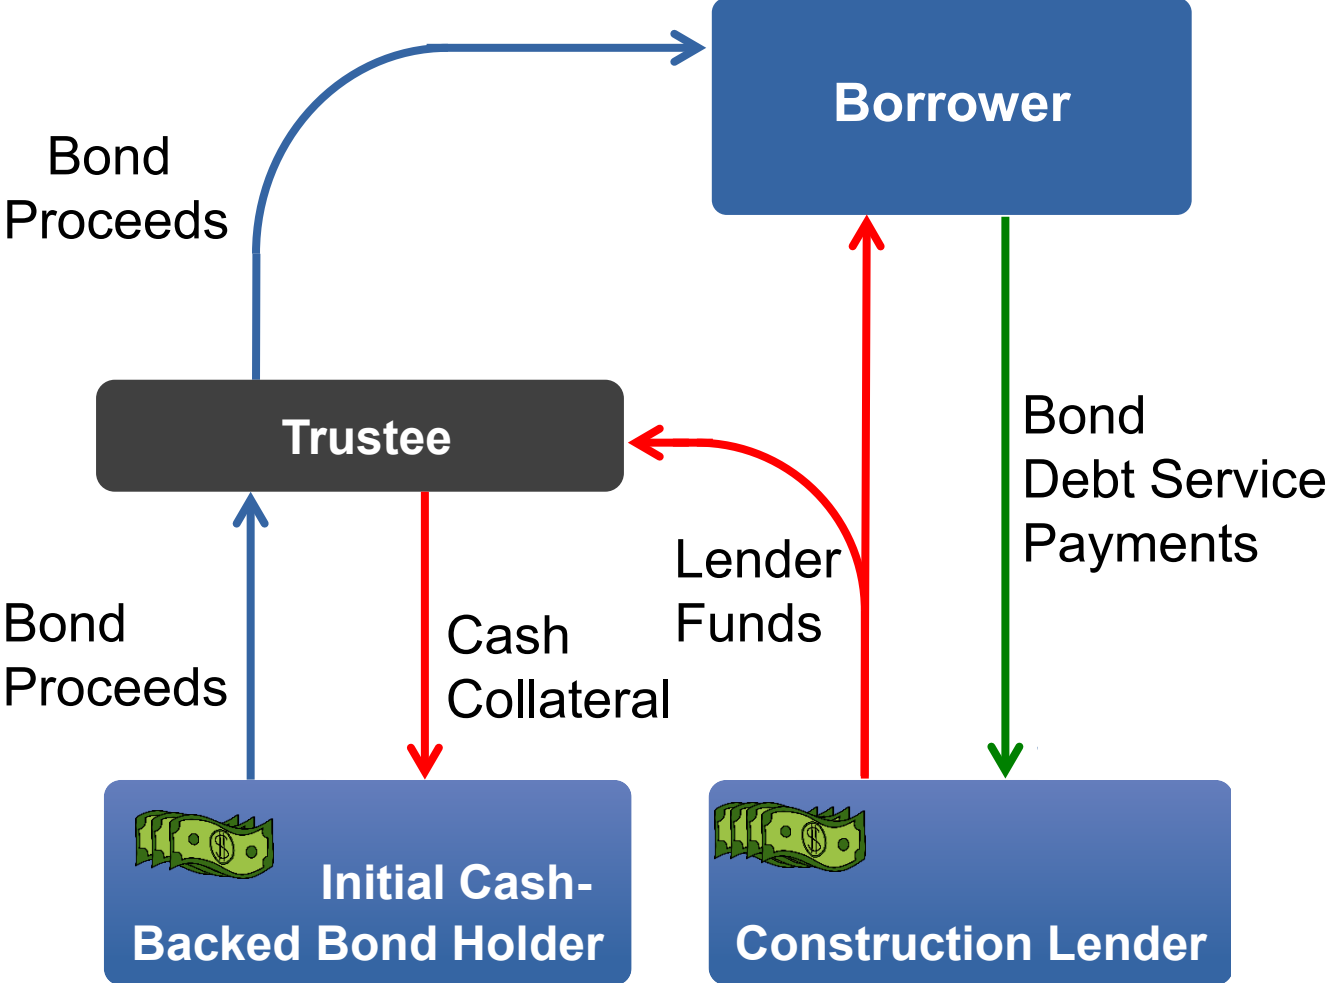 Borrower
Bond
Proceeds
Trustee
Bond
Debt Service
Payments
Lender
Funds
Bond
Proceeds
Cash
Collateral
Initial Cash-
Backed Bond Holder
Construction Lender